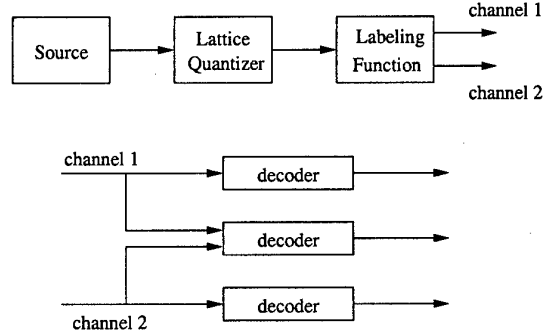 channel 1
Source
Lattice
Quantizer
Labeling
Function
channel 2
channel 1
decoder
decoder
decoder
channel 2